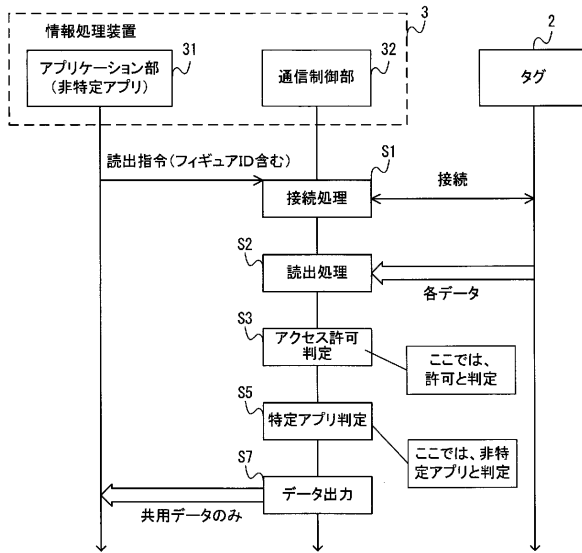 情報処理装置
3
アプリケーション部
(非特定アプリ)
31
通信制御部
32
タグ
2
読出指令(フィギュアID含む)
S1
接続処理
接続
S2
読出処理
各データ
S3
アクセス許可
判定
ここでは、
許可と判定
S5
特定アプリ判定
ここでは、非特
定アプリと判定
S7
データ出力
共用データのみ